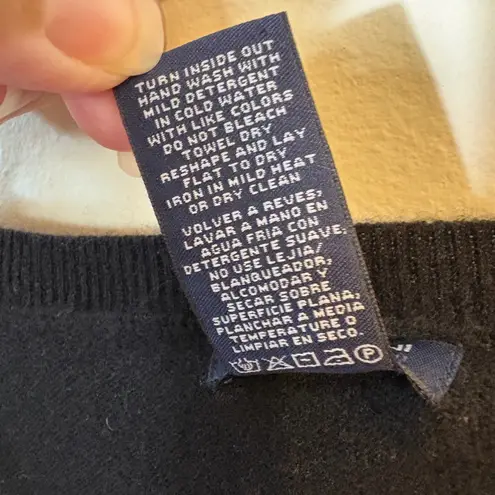 TURN INSIDE OUT
HAND WASH WITH
MILD DETERGENT
IN COLD WATER
WITH LIKE COLORS
DO NOT BLEACH
TOWEL DRY
RESHAPE AND LAY
FLAT TO DRY
IRON IN MILD HEAT
OR DRY CLEAN
VOLVER A REVES,
LAVAR A MANO EN
AGUA FRIA CON
DETERGENTE SUAVE,
NO USE LEJIA/
BLANQUEADOR,
ALCOMODAR Y
SECAR SOBRE
SUPERFICIE PLANA,
PLANCHAR A MEDIA
TEMPERATURE O
LIMPIAR EN SECO.
P